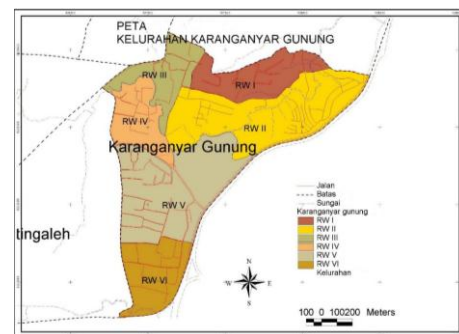 PETA
KELURAHAN KARANGANYAR GUNUNG
RW III
RW I
RW IV
RW II
Karanganyar Gunung
RW V
tingaleh
RW VI
Jalan
Batas
Sungai
Karanganyar gunung
RW I
RW II
RW III
RW IV
RW V
RW VI
Kelurahan
N
W E
S
100 0 100200 Meters